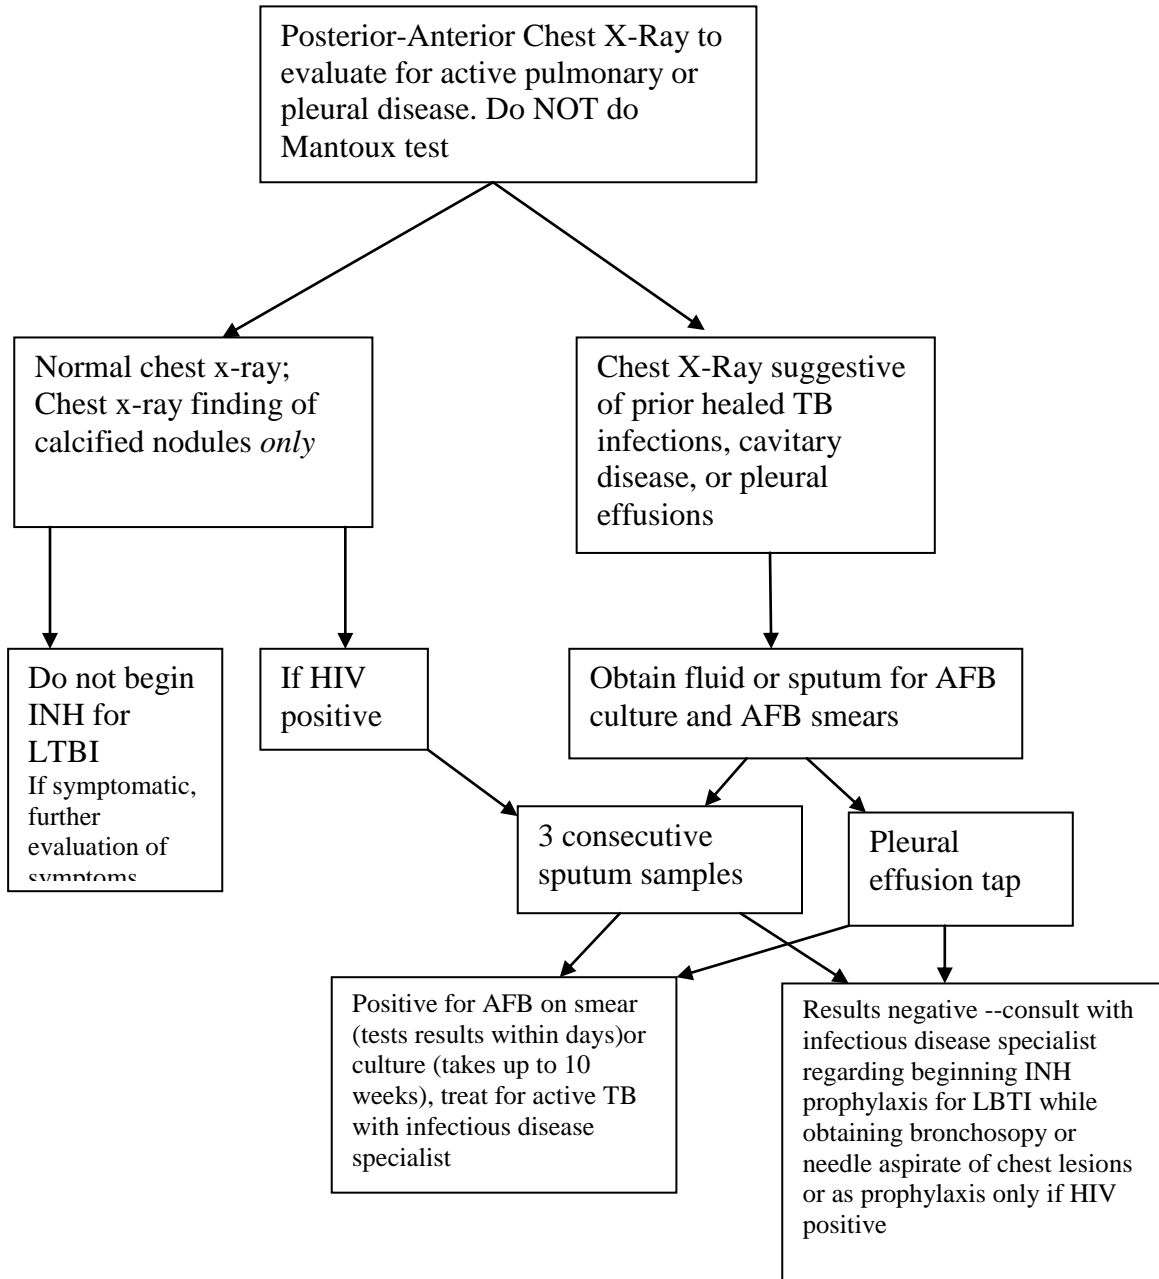 Posterior-Anterior Chest X-Ray to
evaluate for active pulmonary or
pleural disease. Do NOT do
Mantoux test
Normal chest x-ray;
Chest x-ray finding of
calcified nodules only
Chest X-Ray suggestive
of prior healed TB
infections, cavitary
disease, or pleural
effusions
Do not begin
INH for
LTBI
If symptomatic,
further
evaluation of
symptoms
If HIV
positive
Obtain fluid or sputum for AFB
culture and AFB smears
3 consecutive
sputum samples
Pleural
effusion tap
Positive for AFB on smear
(tests results within days)or
culture (takes up to 10
weeks), treat for active TB
with infectious disease
specialist
Results negative --consult with
infectious disease specialist
regarding beginning INH
prophylaxis for LBTI while
obtaining bronchosopy or
needle aspirate of chest lesions
or as prophylaxis only if HIV
positive